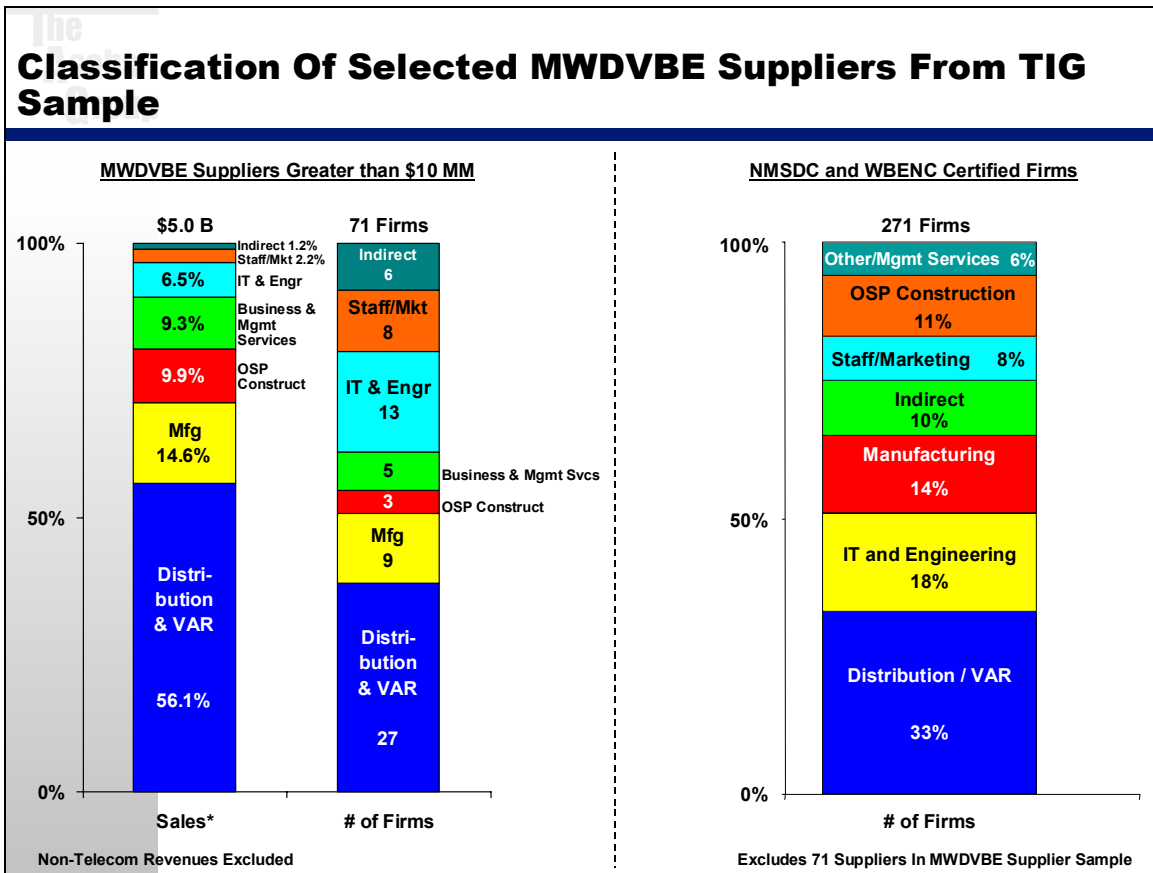 The
Group
Classification Of Selected MWDVBE Suppliers From TIG
Sample
MWDVBE Suppliers Greater than $10 MM
$5.0 B
71 Firms
100%
50%
0%
Indirect 1.2%
Staff/Mkt 2.2%
6.5%
IT & Engr
9.3%
Business &
Mgmt
Services
9.9%
OSP
Construct
Mfg
14.6%
Distri-
bution
& VAR
56.1%
Indirect
6
Staff/Mkt
8
IT & Engr
13
5
Business & Mgmt Svcs
3
OSP Construct
Mfg
9
Distri-
bution
& VAR
27
Sales*
# of Firms
Non-Telecom Revenues Excluded
NMSDC and WBENC Certified Firms
271 Firms
100%
50%
0%
Other/Mgmt Services 6%
OSP Construction
11%
Staff/Marketing 8%
Indirect
10%
Manufacturing
14%
IT and Engineering
18%
Distribution / VAR
33%
# of Firms
Excludes 71 Suppliers In MWDVBE Supplier Sample